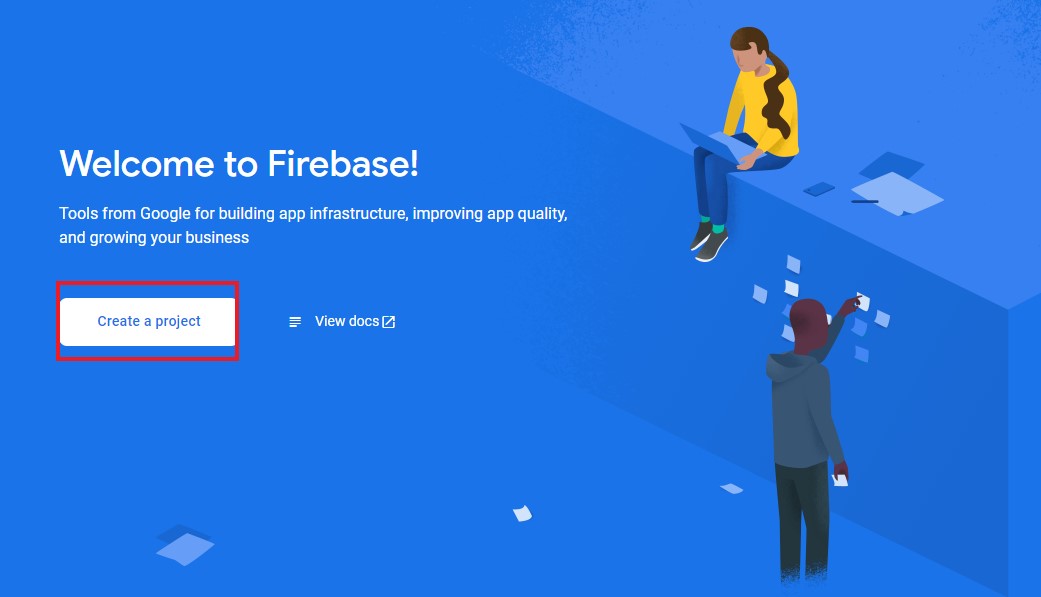 Welcome to Firebase!
Tools from Google for building app infrastructure, improving app quality,
and growing your business
Create a project
View docs